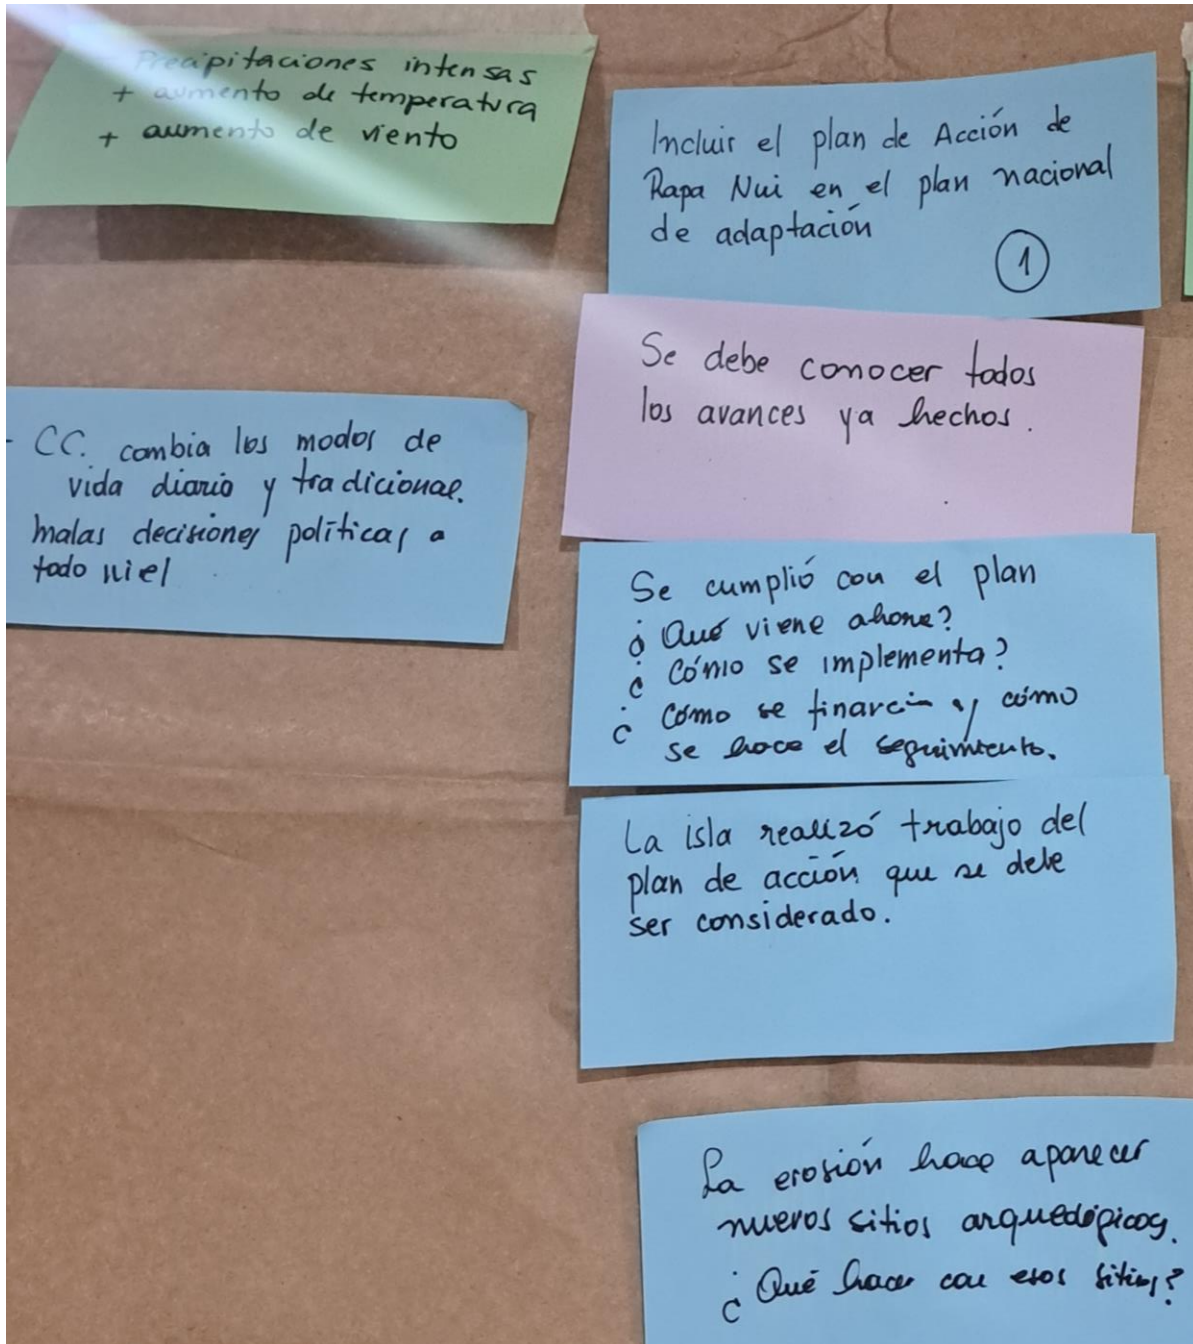 Precipitaciones intensas
+ aumento de temperatura
+ aumento de viento
Incluir el plan de Acción de
Rapa Nui en el plan nacional
de adaptación
1
Se debe conocer todos
los avances ya hechos.
- CC. cambia los modos de
vida diario y tradicional.
malas decisiones políticas a
todo niel
Se cumplió con el plan
¿Qué viene ahora?
¿Cómo se implementa?
¿Cómo se financia y cómo
se hace el seguimiento.
La isla realizó trabajo del
plan de acción que se debe
ser considerado.
La erosión hace aparecer
nuevos sitios arqueológicos.
¿Qué hacer con esos sitios?